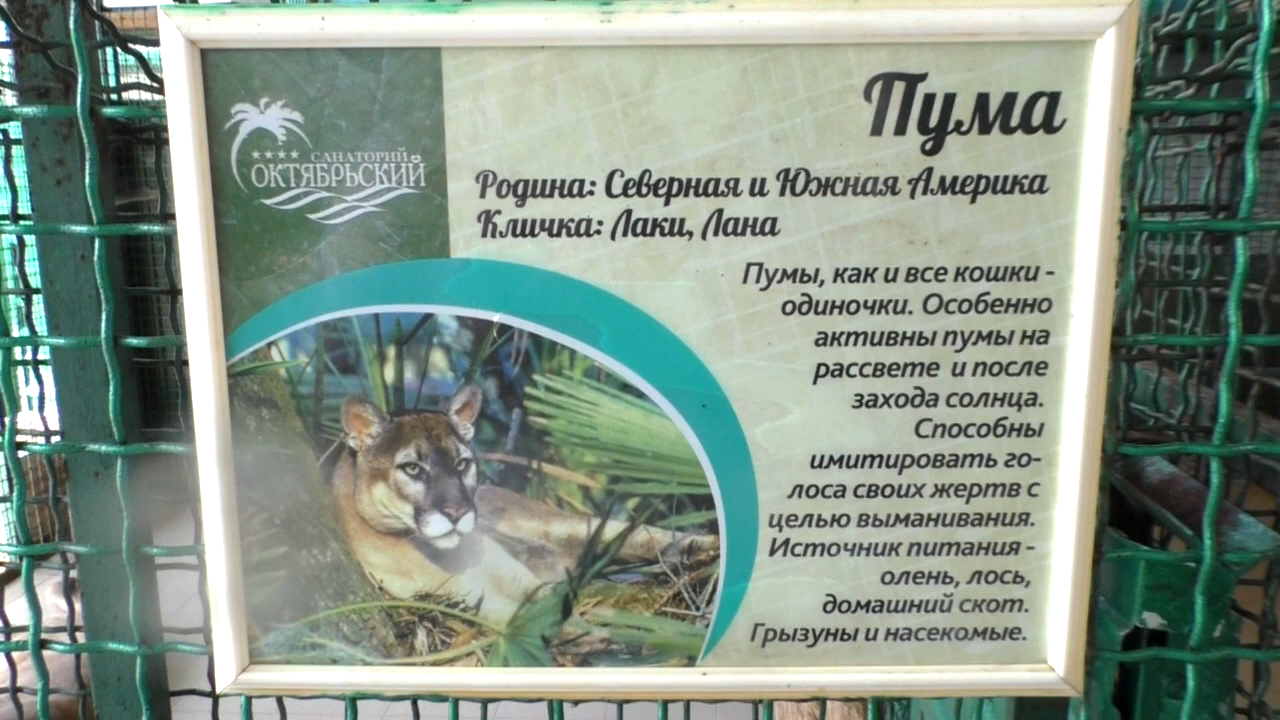 САНАТОРИЙ
ОКТЯБРЬСКИЙ
Пума
Родина: Северная и Южная Америка
Кличка: Лаки, Лана
Пумы, как и все кошки -
одиночки. Особенно
активны пумы на
рассвете и после
захода солнца.
Способны
имитировать го-
лоса своих жертв с
целью выманивания.
Источник питания -
олень, лось,
домашний скот.
Грызуны и насекомые.